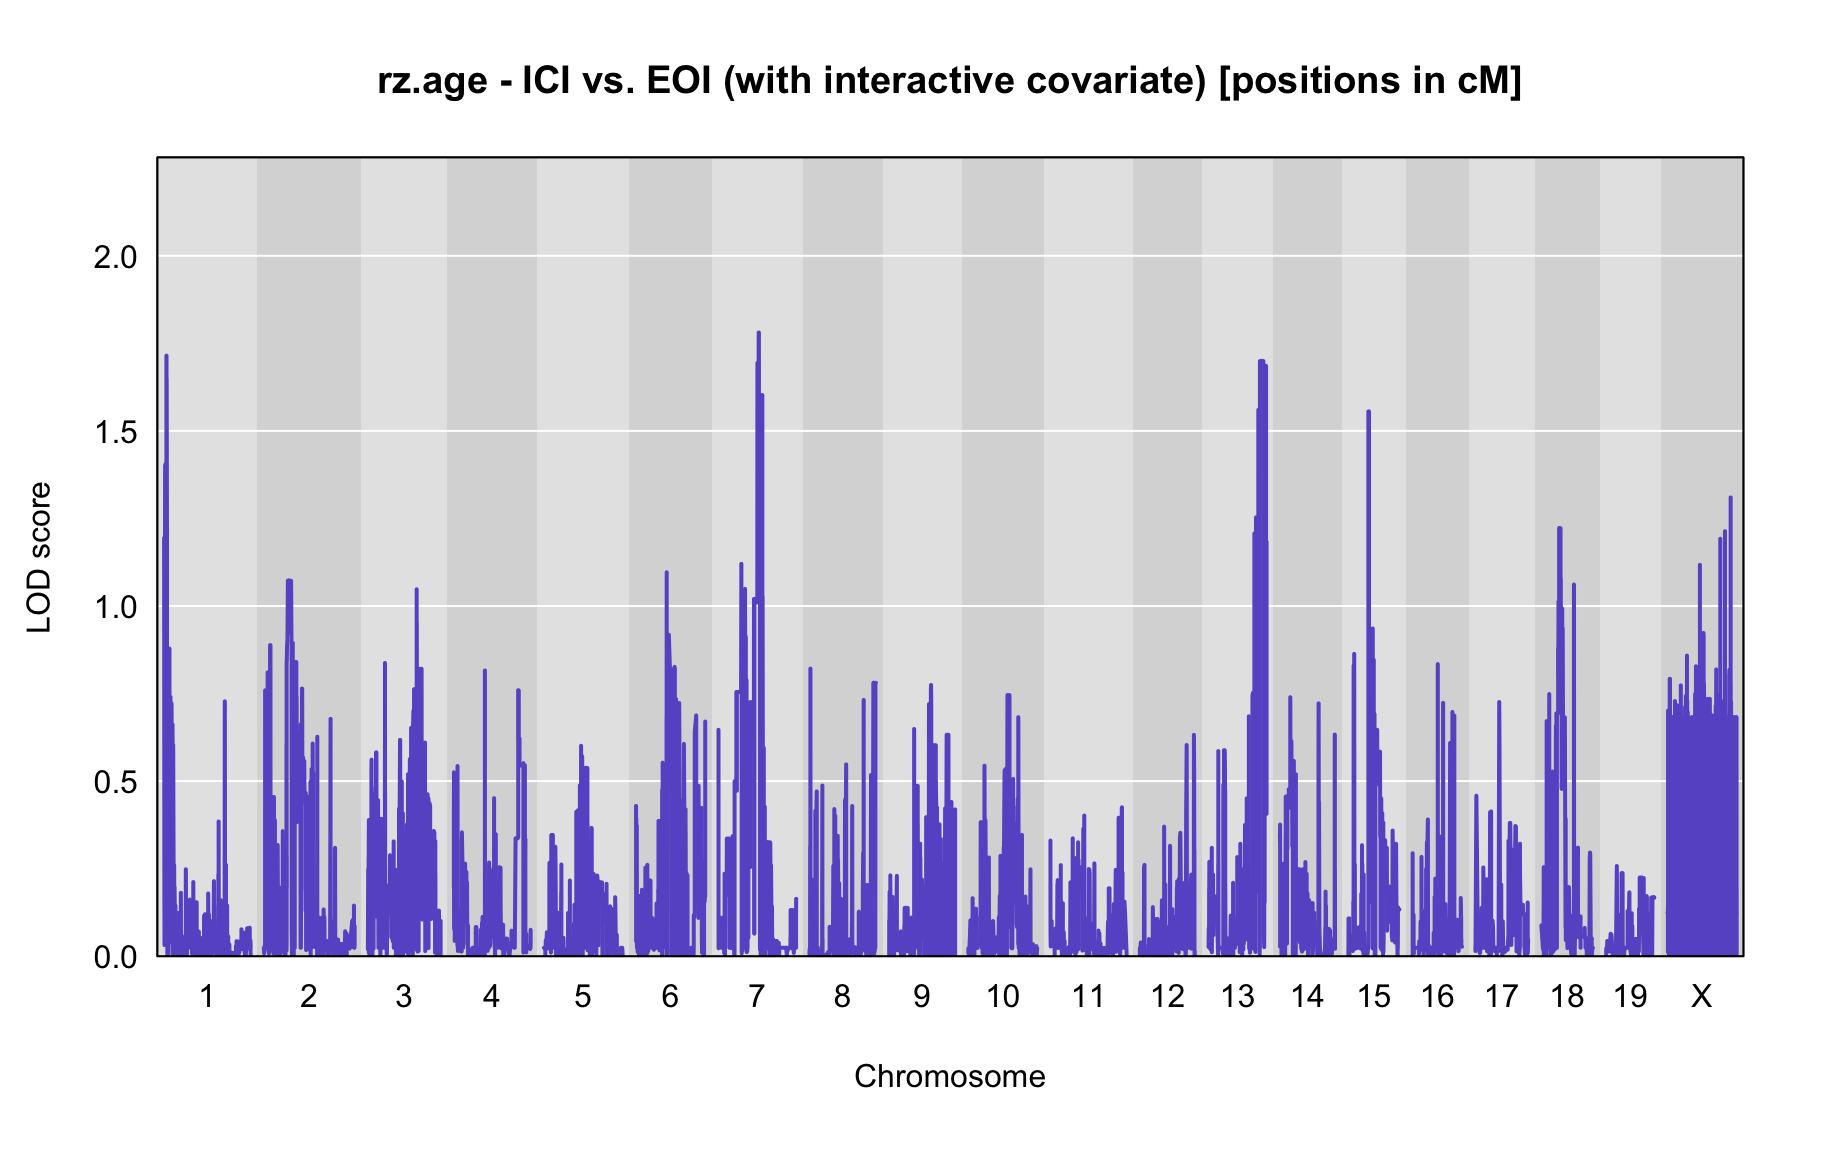 rz.age - ICI vs. EOI (with interactive covariate) [positions in cM]
LOD score
2.0
1.5
1.0
0.5
0.0
1 2 3 4 5 6 7 8 9 10 11 12 13 14 15 16 17 18 19 X
Chromosome